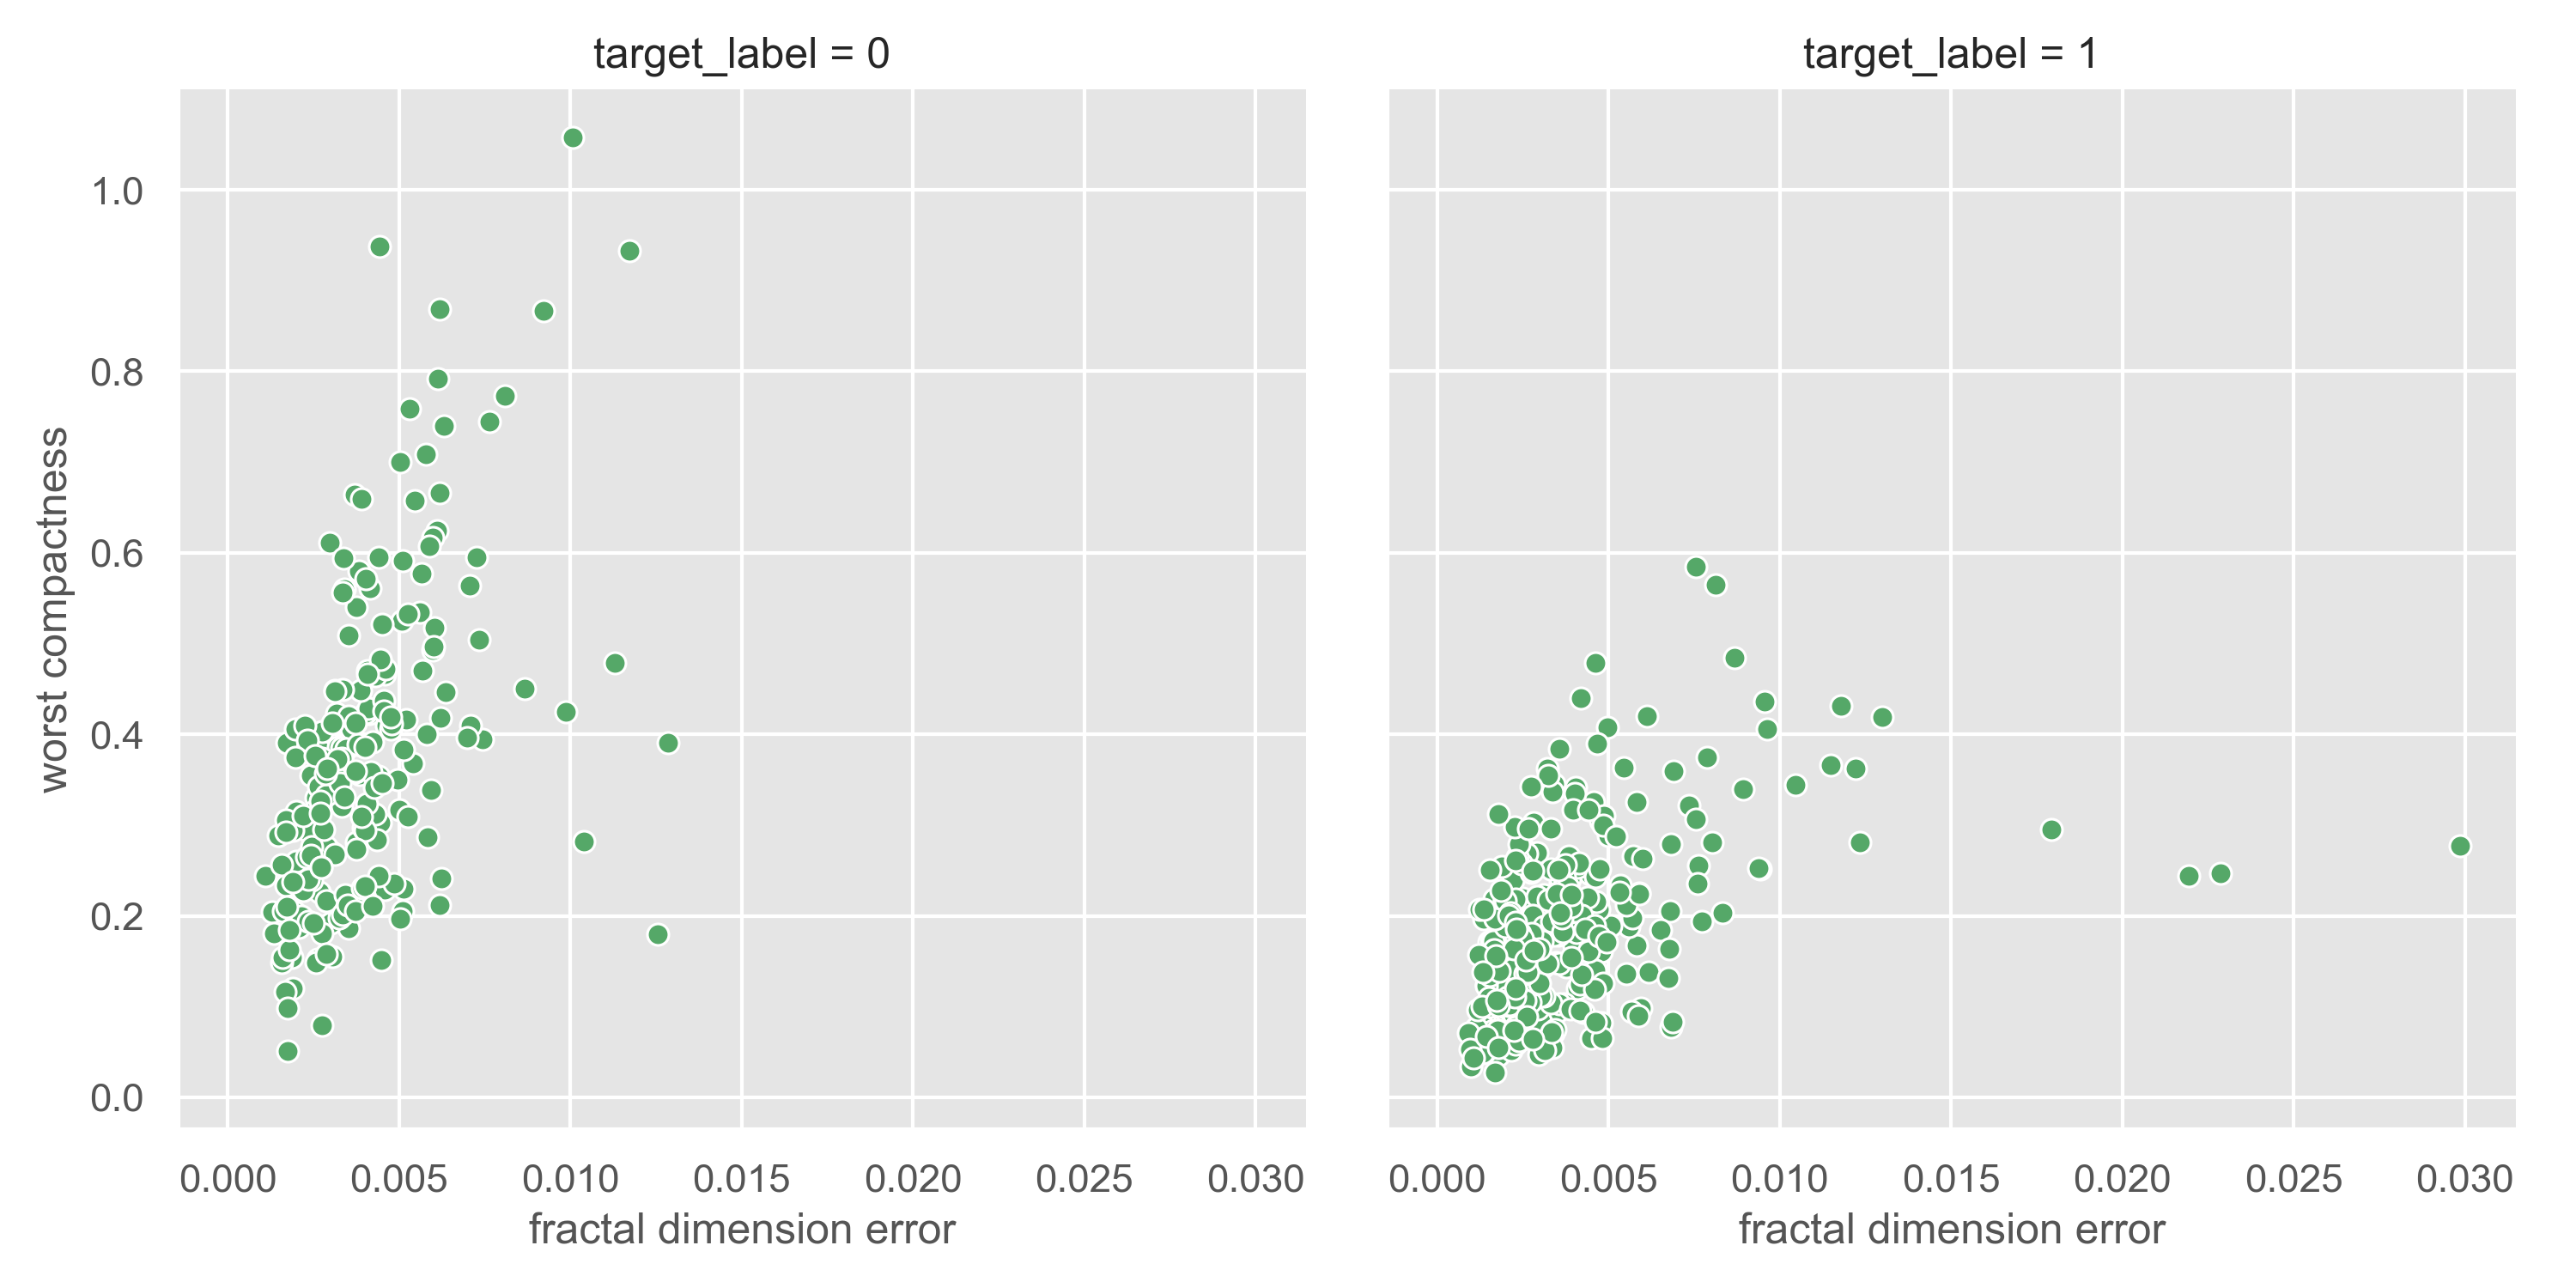 target_label = 0
target_label = 1
worst compactness
1.0
0.8
0.6
0.4
0.2
0.0
0.000 0.005 0.010 0.015 0.020 0.025 0.030
0.000 0.005 0.010 0.015 0.020 0.025 0.030
fractal dimension error
fractal dimension error